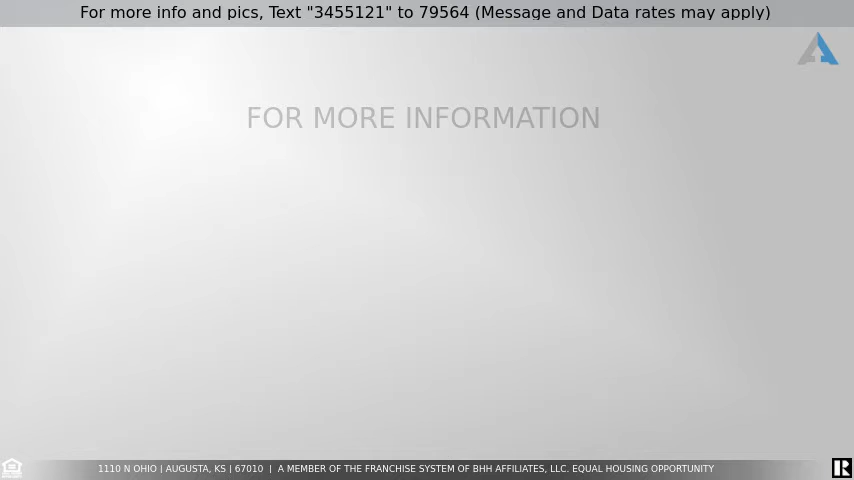 For more info and pics, Text "3455121" to 79564 (Message and Data rates may apply)
FOR MORE INFORMATION
1110 N OHIO | AUGUSTA, KS | 67010 | A MEMBER OF THE FRANCHISE SYSTEM OF BHH AFFILIATES, LLC. EQUAL HOUSING OPPORTUNITY